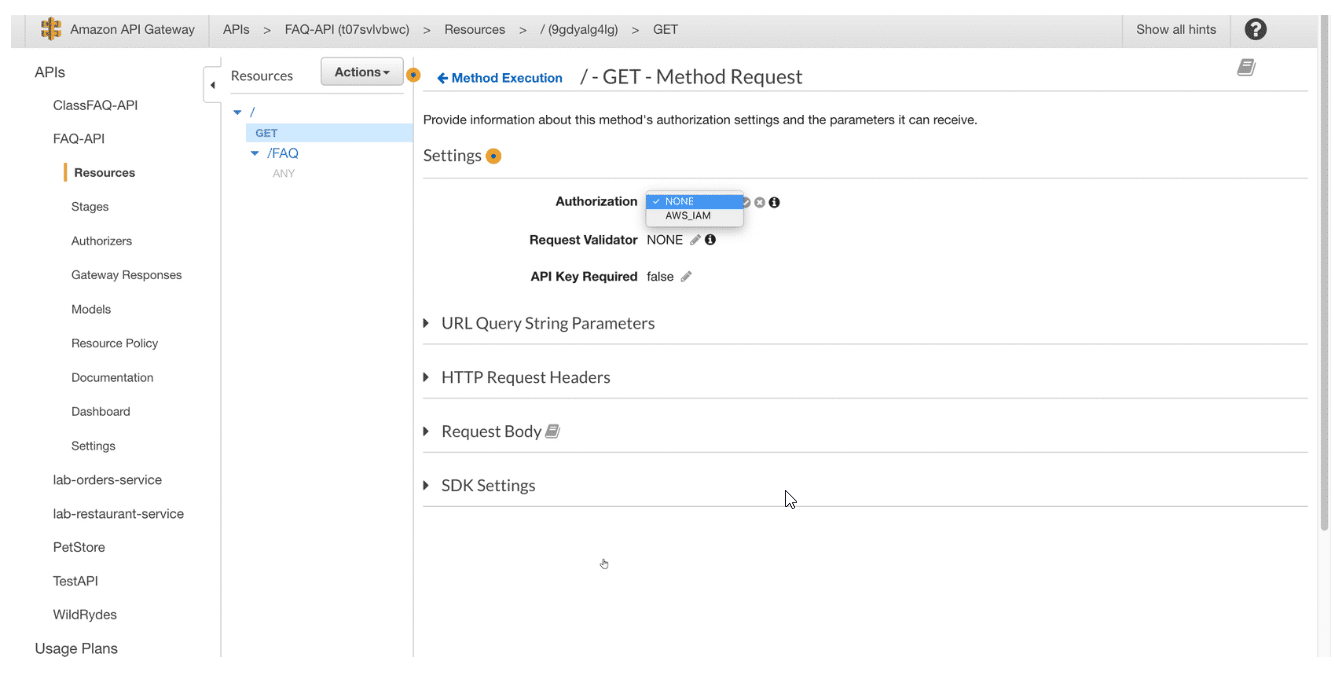 Amazon API Gateway APIs > FAQ-API (t07svlvbwc) > Resources > / (9gdyalg4lg) > GET Show all hints ?
APIs
ClassFAQ-API
FAQ-API
Resources
Stages
Authorizers
Gateway Responses
Models
Resource Policy
Documentation
Dashboard
Settings
lab-orders-service
lab-restaurant-service
PetStore
TestAPI
WildRydes
Usage Plans
Resources Actions
/
GET
/FAQ
ANY
Method Execution / - GET - Method Request
Provide information about this method's authorization settings and the parameters it can receive.
Settings
Authorization NONE
AWS_IAM
Request Validator NONE
API Key Required false
URL Query String Parameters
HTTP Request Headers
Request Body
SDK Settings